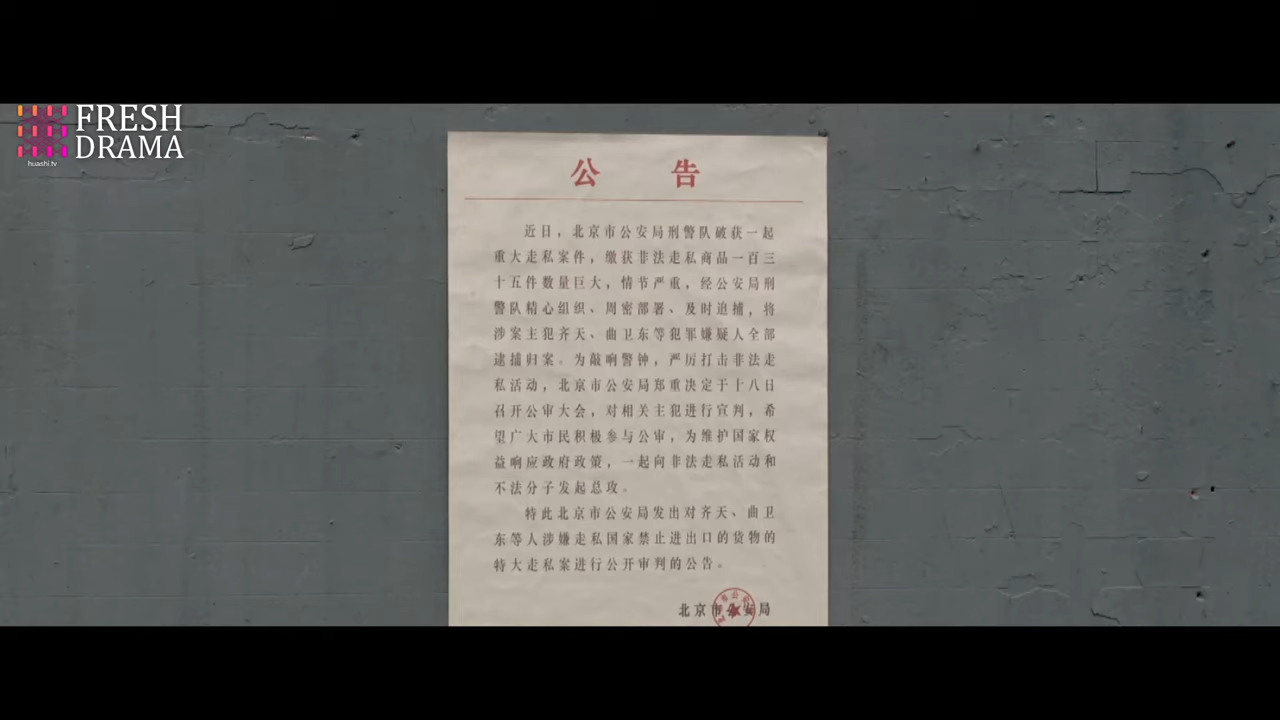 FRESH
DRAMA
huashi.tv
公 告
近日，北京市公安局刑警队破获一起
重大走私案件，缴获非法走私商品一百三
十五件数量巨大，情节严重，经公安局刑
警队精心组织、周密部署、及时追捕，将
涉案主犯齐天、曲卫东等犯罪嫌疑人全部
逮捕归案。为敲响警钟，严厉打击非法走
私活动，北京市公安局郑重决定于十八日
召开公审大会，对相关主犯进行宣判，希
望广大市民积极参与公审，为维护国家权
益响应政府政策，一起向非法走私活动和
不法分子发起总攻。
特此北京市公安局发出对齐天、曲卫
东等人涉嫌走私国家禁止进出口的货物的
特大走私案进行公开审判的公告。
北京市公安局